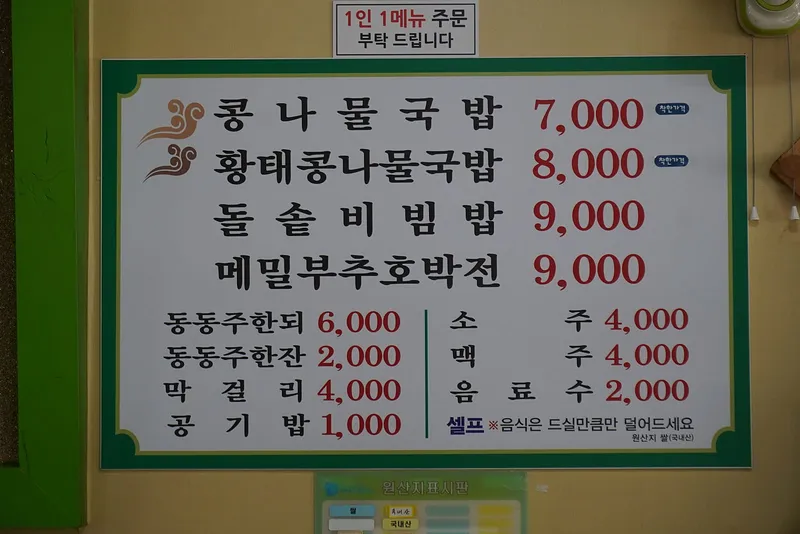 1인 1메뉴 주문
부탁 드립니다
콩나물국밥 7,000 착한가격
황태콩나물국밥 8,000 착한가격
돌솥비빔밥 9,000
메밀부추호박전 9,000
동동주한되 6,000
동동주한잔 2,000
막걸리 4,000
공기밥 1,000
소주 4,000
맥주 4,000
음료수 2,000
셀프 ※음식은 드실만큼만 덜어드세요
원산지 쌀(국내산)
원산지표시판
쌀
국내산